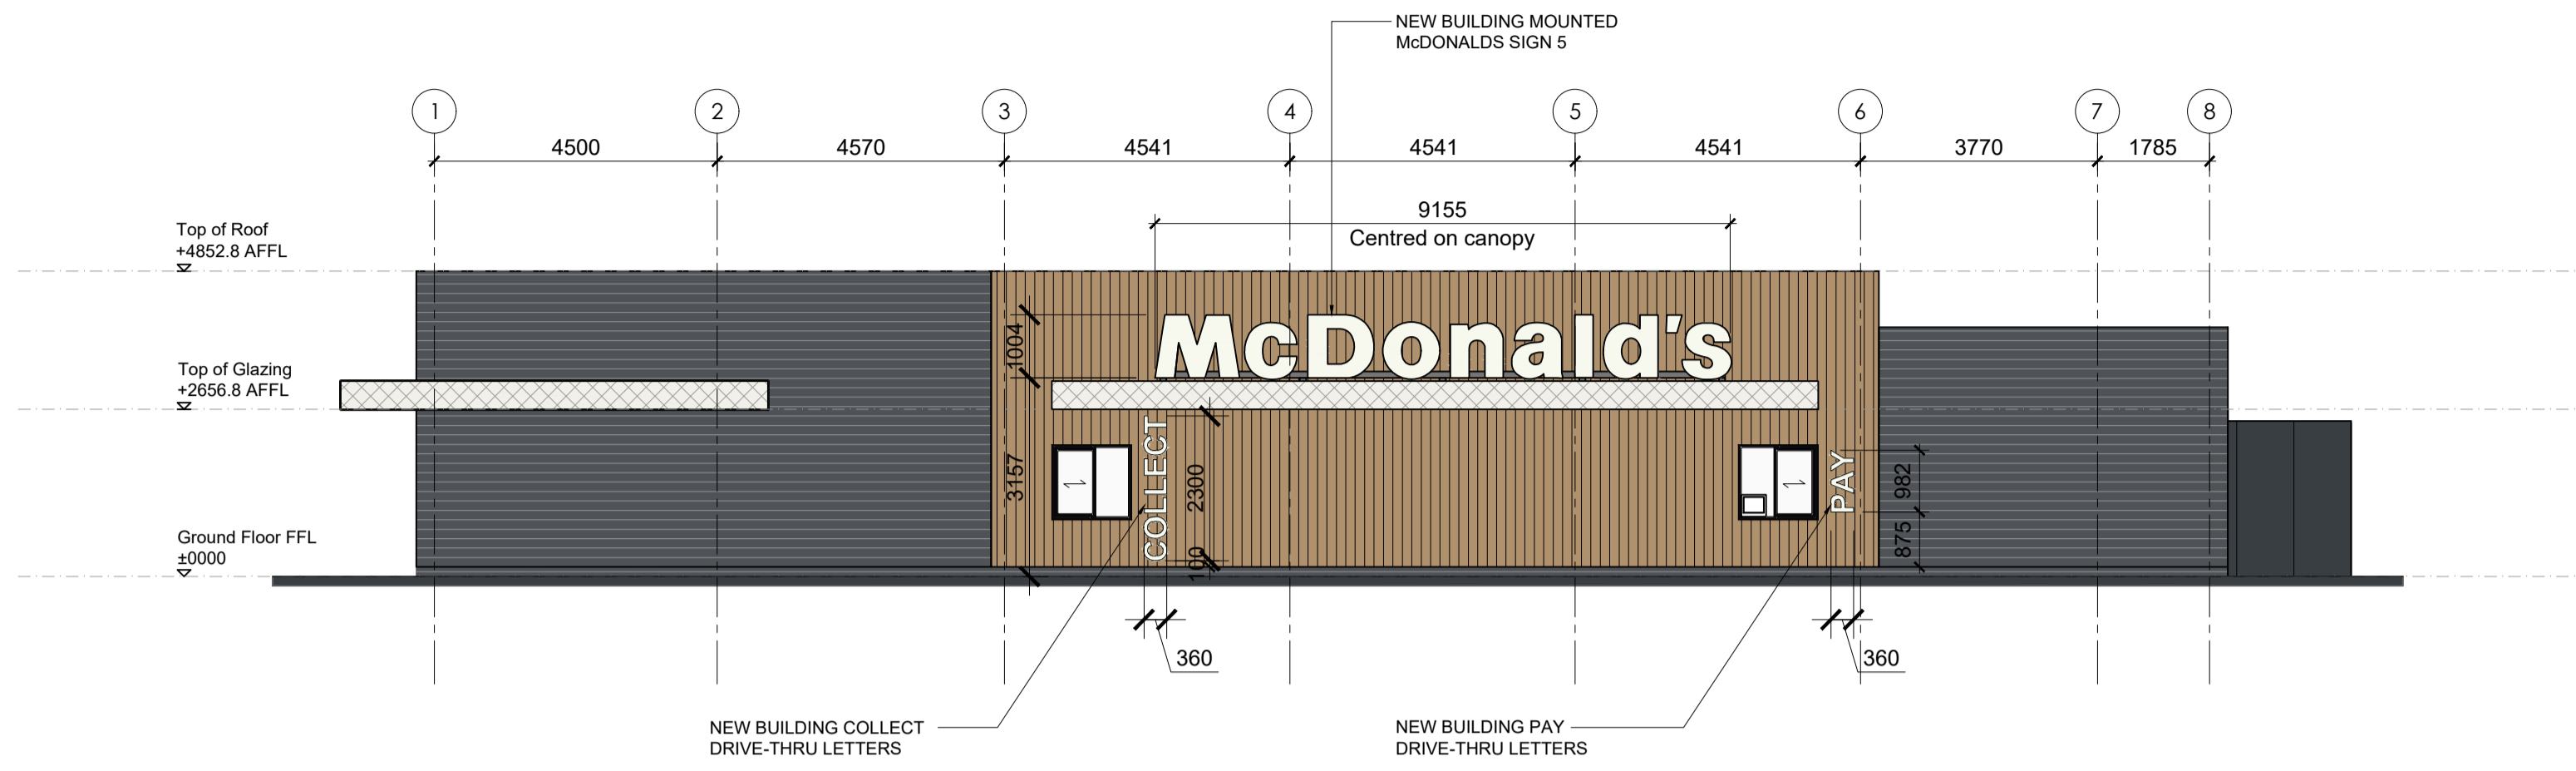 NEW BUILDING MOUNTED
McDONALDS SIGN 5
1 2 3 4 5 6 7 8
4500 4570 4541 4541 4541 3770 1785
9155
Centred on canopy
Top of Roof
+4852.8 AFFL
1004
McDonald's
Top of Glazing
+2656.8 AFFL
3157
COLLECT
2300
100
PAY
982
875
Ground Floor FFL
±0000
360
360
NEW BUILDING COLLECT
DRIVE-THRU LETTERS
NEW BUILDING PAY
DRIVE-THRU LETTERS